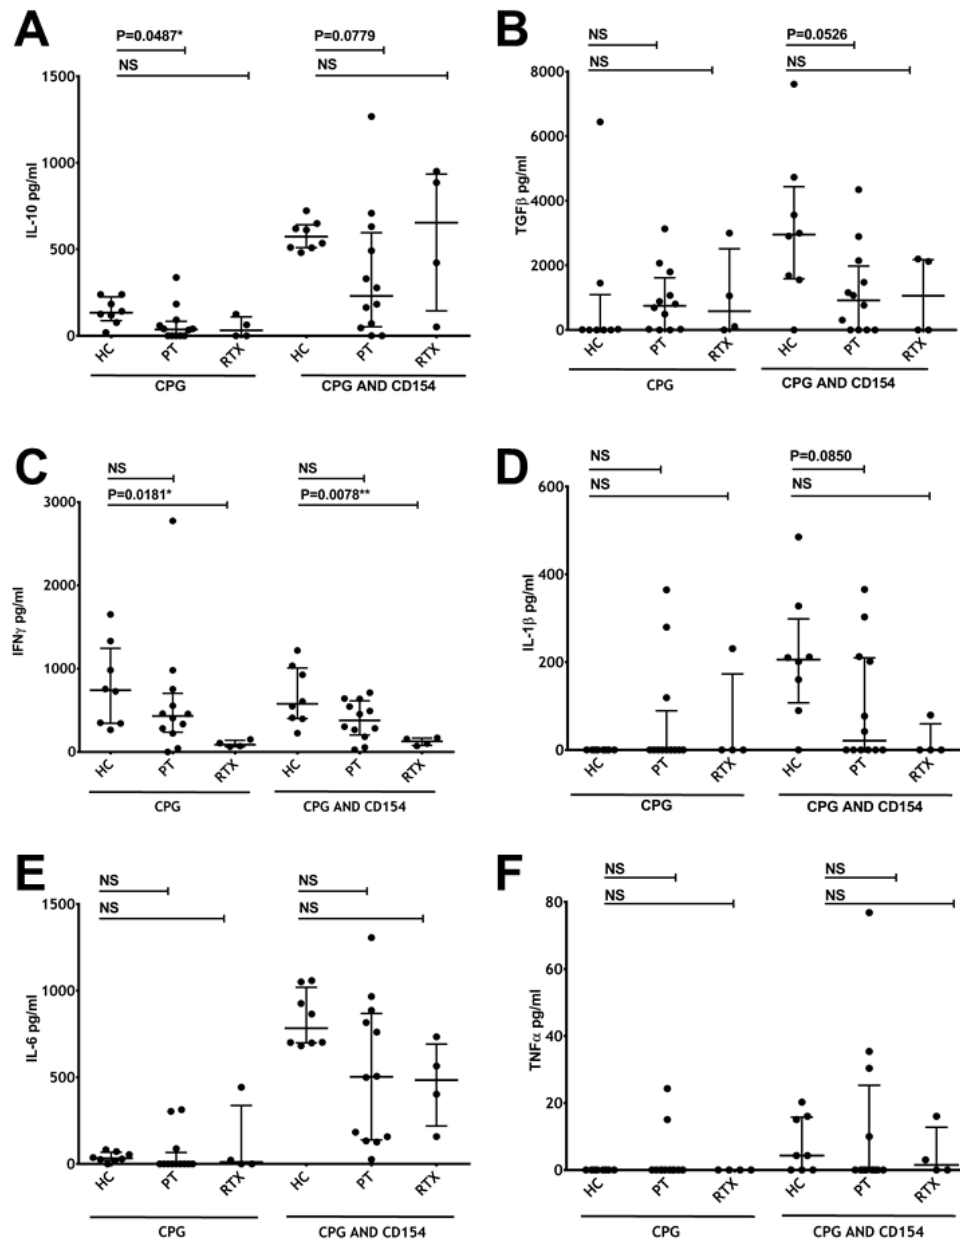 A
P=0.0487*
P=0.0779
NS
NS
1500
1000
500
0
IL-10 pg/ml
HC
PT
RTX
HC
PT
RTX
CPG
CPG AND CD154
B
NS
P=0.0526
NS
NS
8000
6000
4000
2000
0
TGFβ pg/ml
HC
PT
RTX
HC
PT
RTX
CPG
CPG AND CD154
C
NS
NS
P=0.0181*
P=0.0078**
3000
2000
1000
0
IFNγ pg/ml
HC
PT
RTX
HC
PT
RTX
CPG
CPG AND CD154
D
NS
P=0.0850
NS
NS
600
400
200
0
IL-1β pg/ml
HC
PT
RTX
HC
PT
RTX
CPG
CPG AND CD154
E
NS
NS
NS
NS
1500
1000
500
0
IL-6 pg/ml
HC
PT
RTX
HC
PT
RTX
CPG
CPG AND CD154
F
NS
NS
NS
NS
80
60
40
20
0
TNFα pg/ml
HC
PT
RTX
HC
PT
RTX
CPG
CPG AND CD154